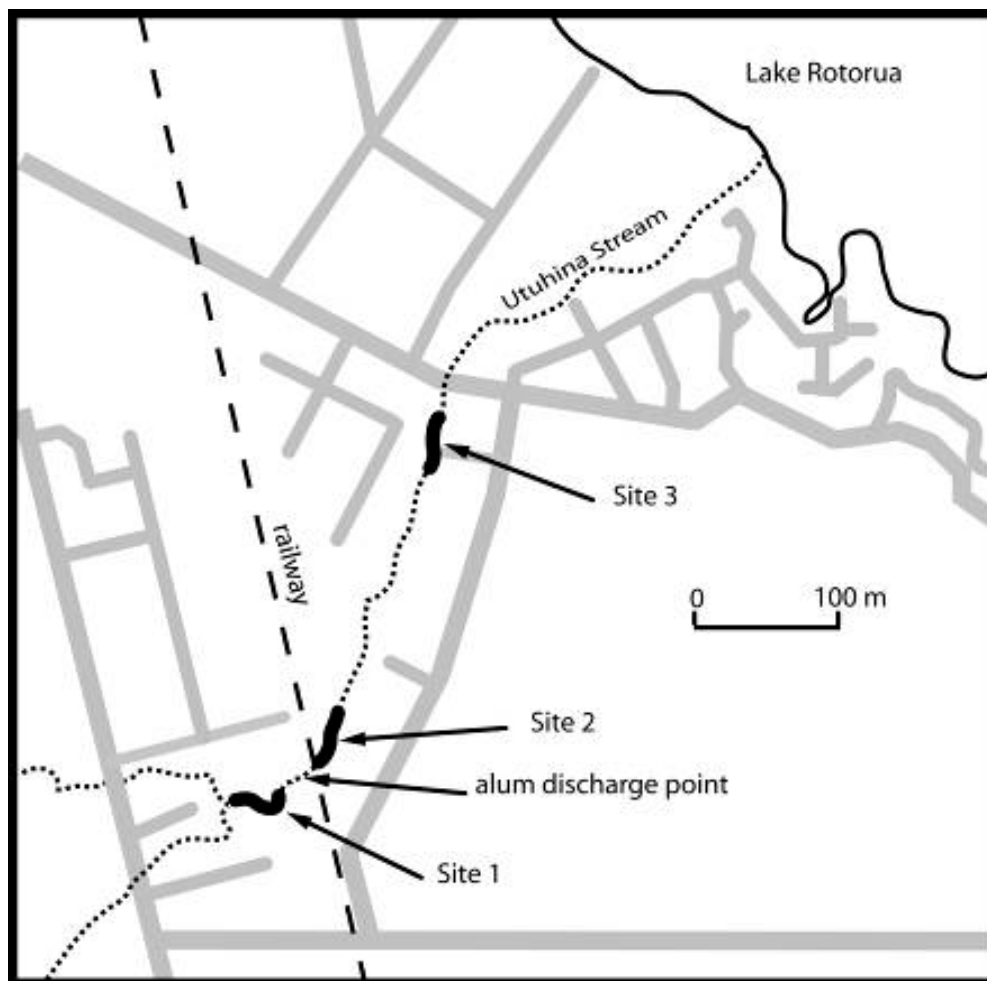 Lake Rotorua
Utuhina Stream
Site 3
railway
0 100 m
Site 2
alum discharge point
Site 1